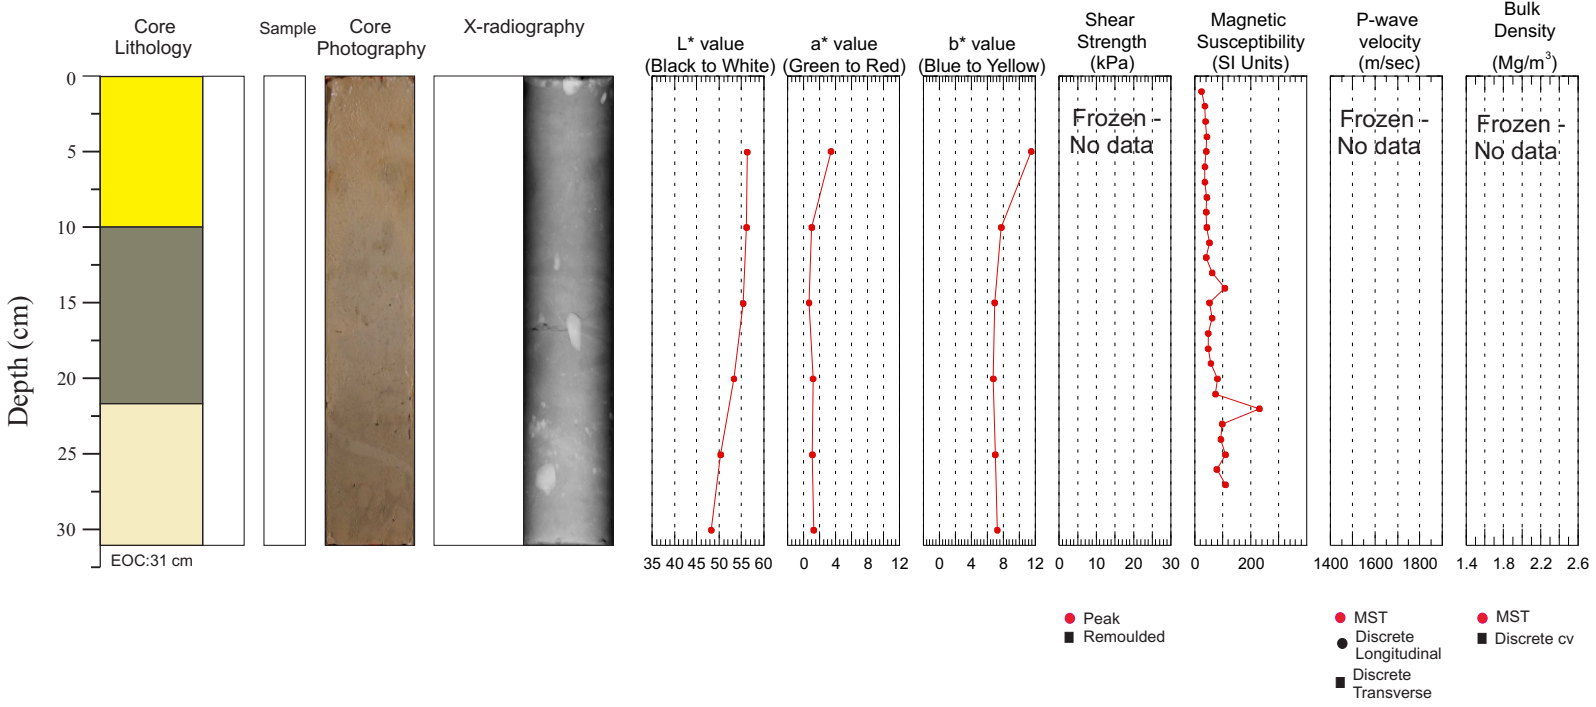 Core
Lithology
Sample
Core
Photography
X-radiography
L* value
(Black to White)
a* value
(Green to Red)
b* value
(Blue to Yellow)
Shear
Strength
(kPa)
Magnetic
Susceptibility
(SI Units)
P-wave
velocity
(m/sec)
Bulk
Density
(Mg/m³)
Depth (cm)
0
5
10
15
20
25
30
EOC:31 cm
Frozen -
No data
Frozen -
No data
Frozen -
No data
35 40 45 50 55 60
0 4 8 12
0 4 8 12
0 10 20 30
0 200
1400 1600 1800
1.4 1.8 2.2 2.6
Peak
Remoulded
MST
Discrete
Longitudinal
Discrete
Transverse
MST
Discrete cv